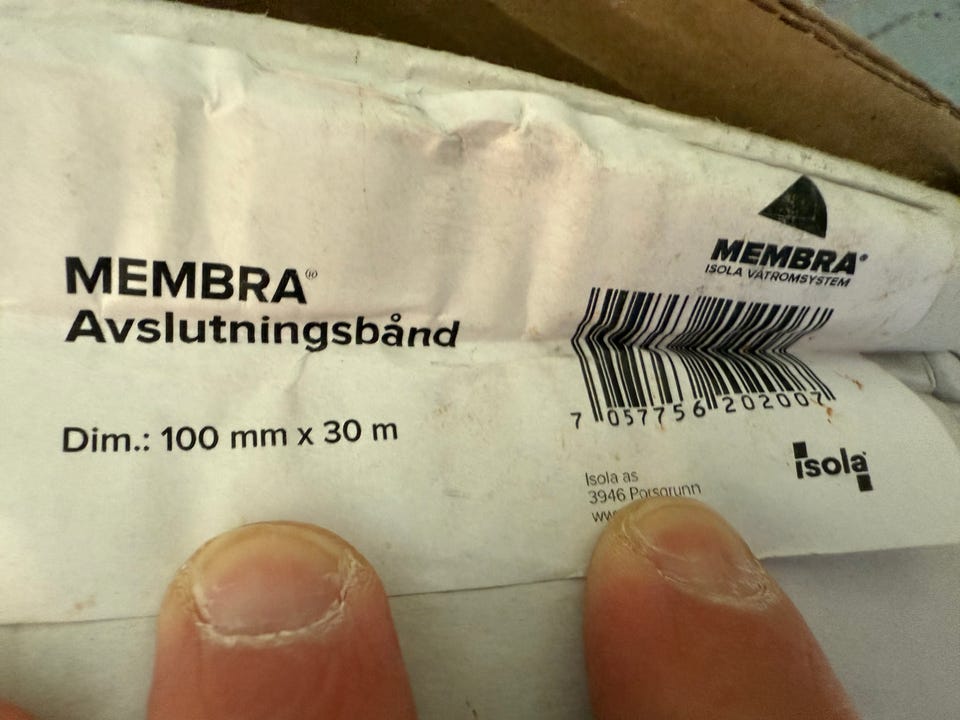 MEMBRA®
Avslutningsbånd
Dim.: 100 mm x 30 m
MEMBRA®
ISOLA VÅTROMSYSTEM
7 057756 202007
Isola as
3946 Porsgrunn
isola